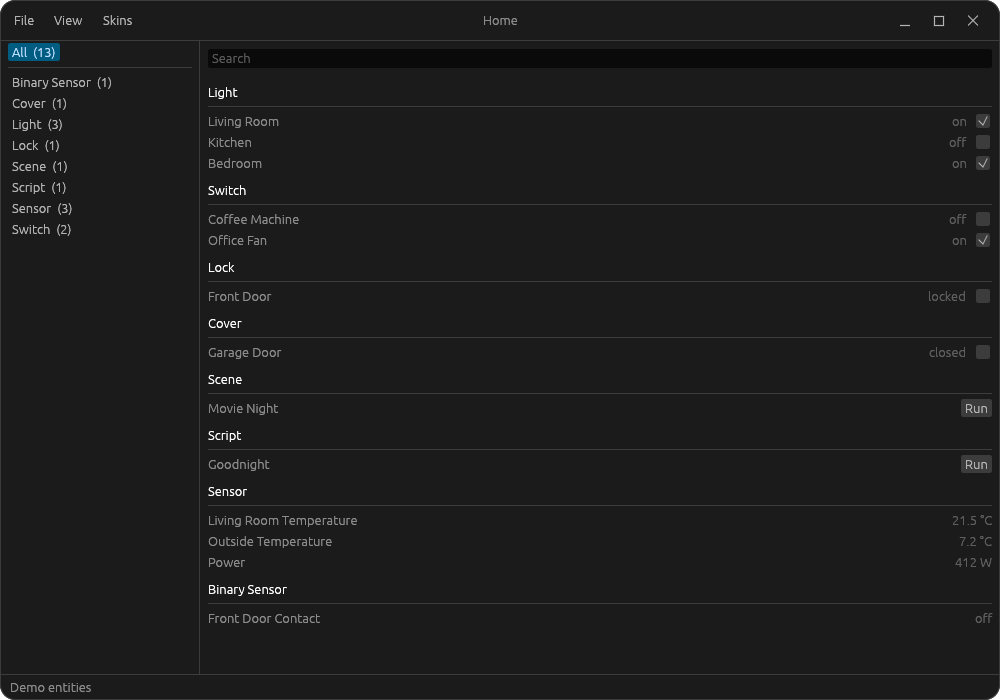 File View Skins Home
All (13)
Binary Sensor (1)
Cover (1)
Light (3)
Lock (1)
Scene (1)
Script (1)
Sensor (3)
Switch (2)
Search
Light
Living Room on
Kitchen off
Bedroom on
Switch
Coffee Machine off
Office Fan on
Lock
Front Door locked
Cover
Garage Door closed
Scene
Movie Night Run
Script
Goodnight Run
Sensor
Living Room Temperature 21.5 °C
Outside Temperature 7.2 °C
Power 412 W
Binary Sensor
Front Door Contact off
Demo entities